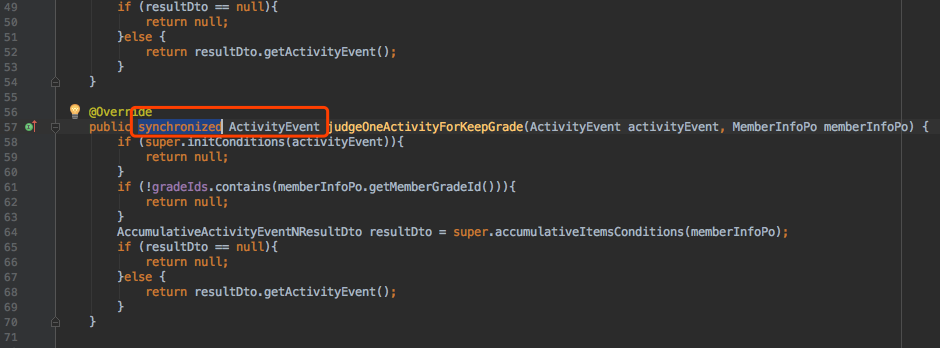 49 if (resultDto == null){
50 return null;
51 }else {
52 return resultDto.getActivityEvent();
53 }
54 }
55
56 @Override
57 public synchronized ActivityEvent judgeOneActivityForKeepGrade(ActivityEvent activityEvent, MemberInfoPo memberInfoPo) {
58 if (super.initConditions(activityEvent)){
59 return null;
60 }
61 if (!gradeIds.contains(memberInfoPo.getMemberGradeId())){
62 return null;
63 }
64 AccumulativeActivityEventNResultDto resultDto = super.accumulativeItemsConditions(memberInfoPo);
65 if (resultDto == null){
66 return null;
67 }else {
68 return resultDto.getActivityEvent();
69 }
70 }
71